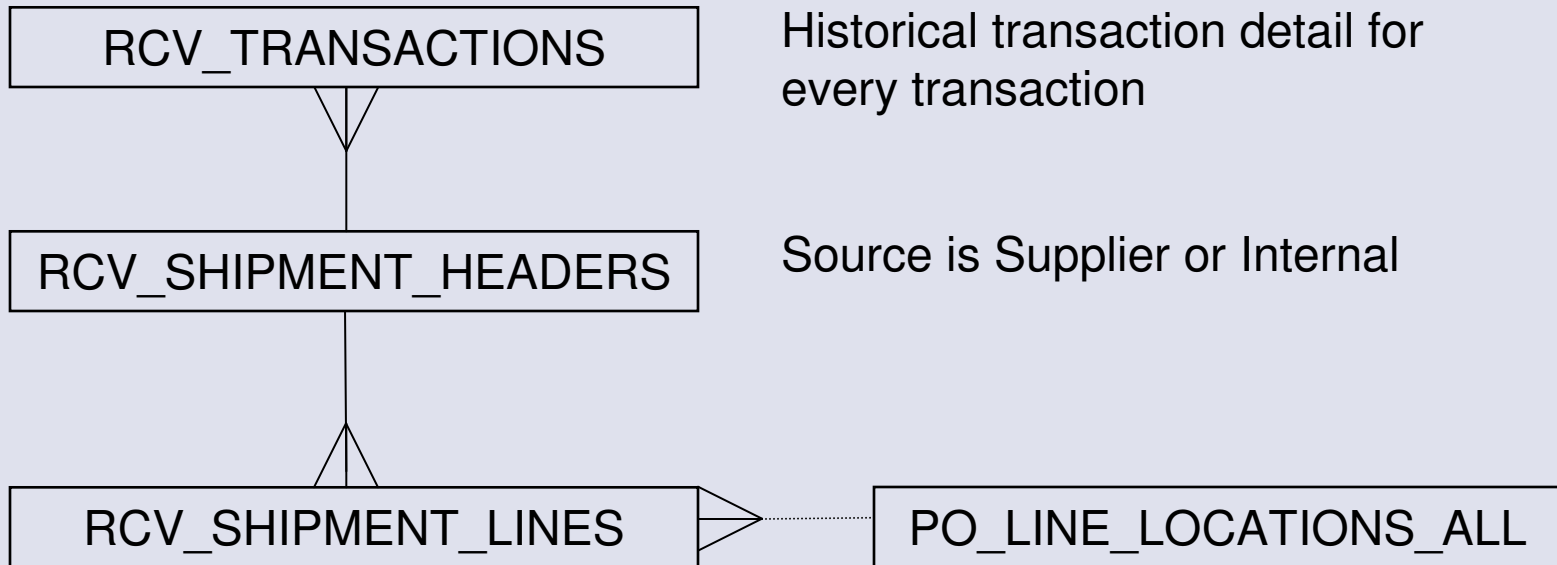 RCV_TRANSACTIONS
Historical transaction detail for
every transaction
RCV_SHIPMENT_HEADERS
Source is Supplier or Internal
RCV_SHIPMENT_LINES
PO_LINE_LOCATIONS_ALL